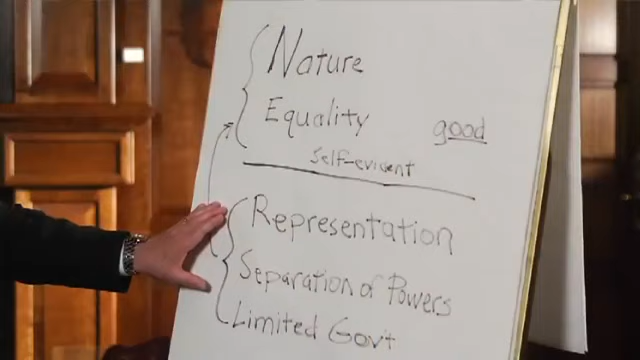 Nature
Equality good
Self-evident
Representation
Separation of Powers
Limited Gov't